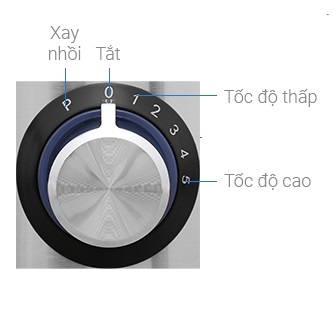 Xay
nhồi
Tắt
Tốc độ thấp
P
0
1
2
3
4
5
Tốc độ cao